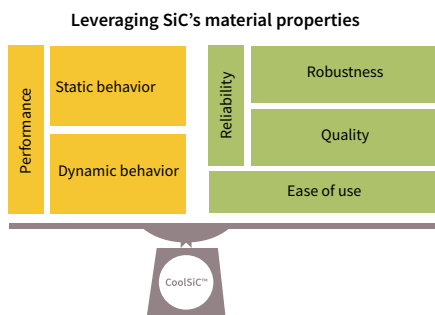 Leveraging SiC's material properties
Performance
Static behavior
Dynamic behavior
Reliability
Robustness
Quality
Ease of use
CoolSiC™